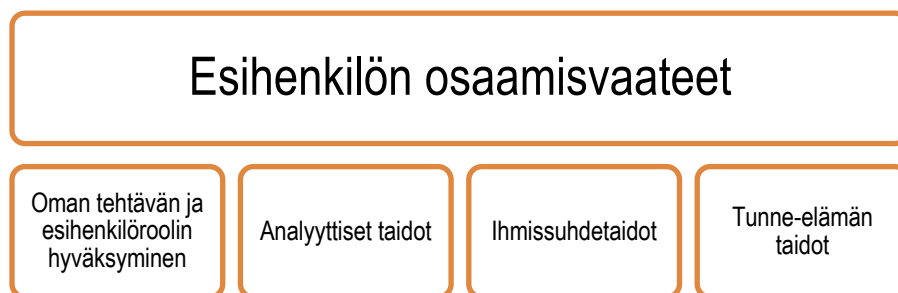 Esihenkilön osaamisvaateet
Oman tehtävän ja
esihenkilöroolin
hyväksyminen
Analyyttiset taidot
Ihmissuhdetaidot
Tunne-elämän
taidot